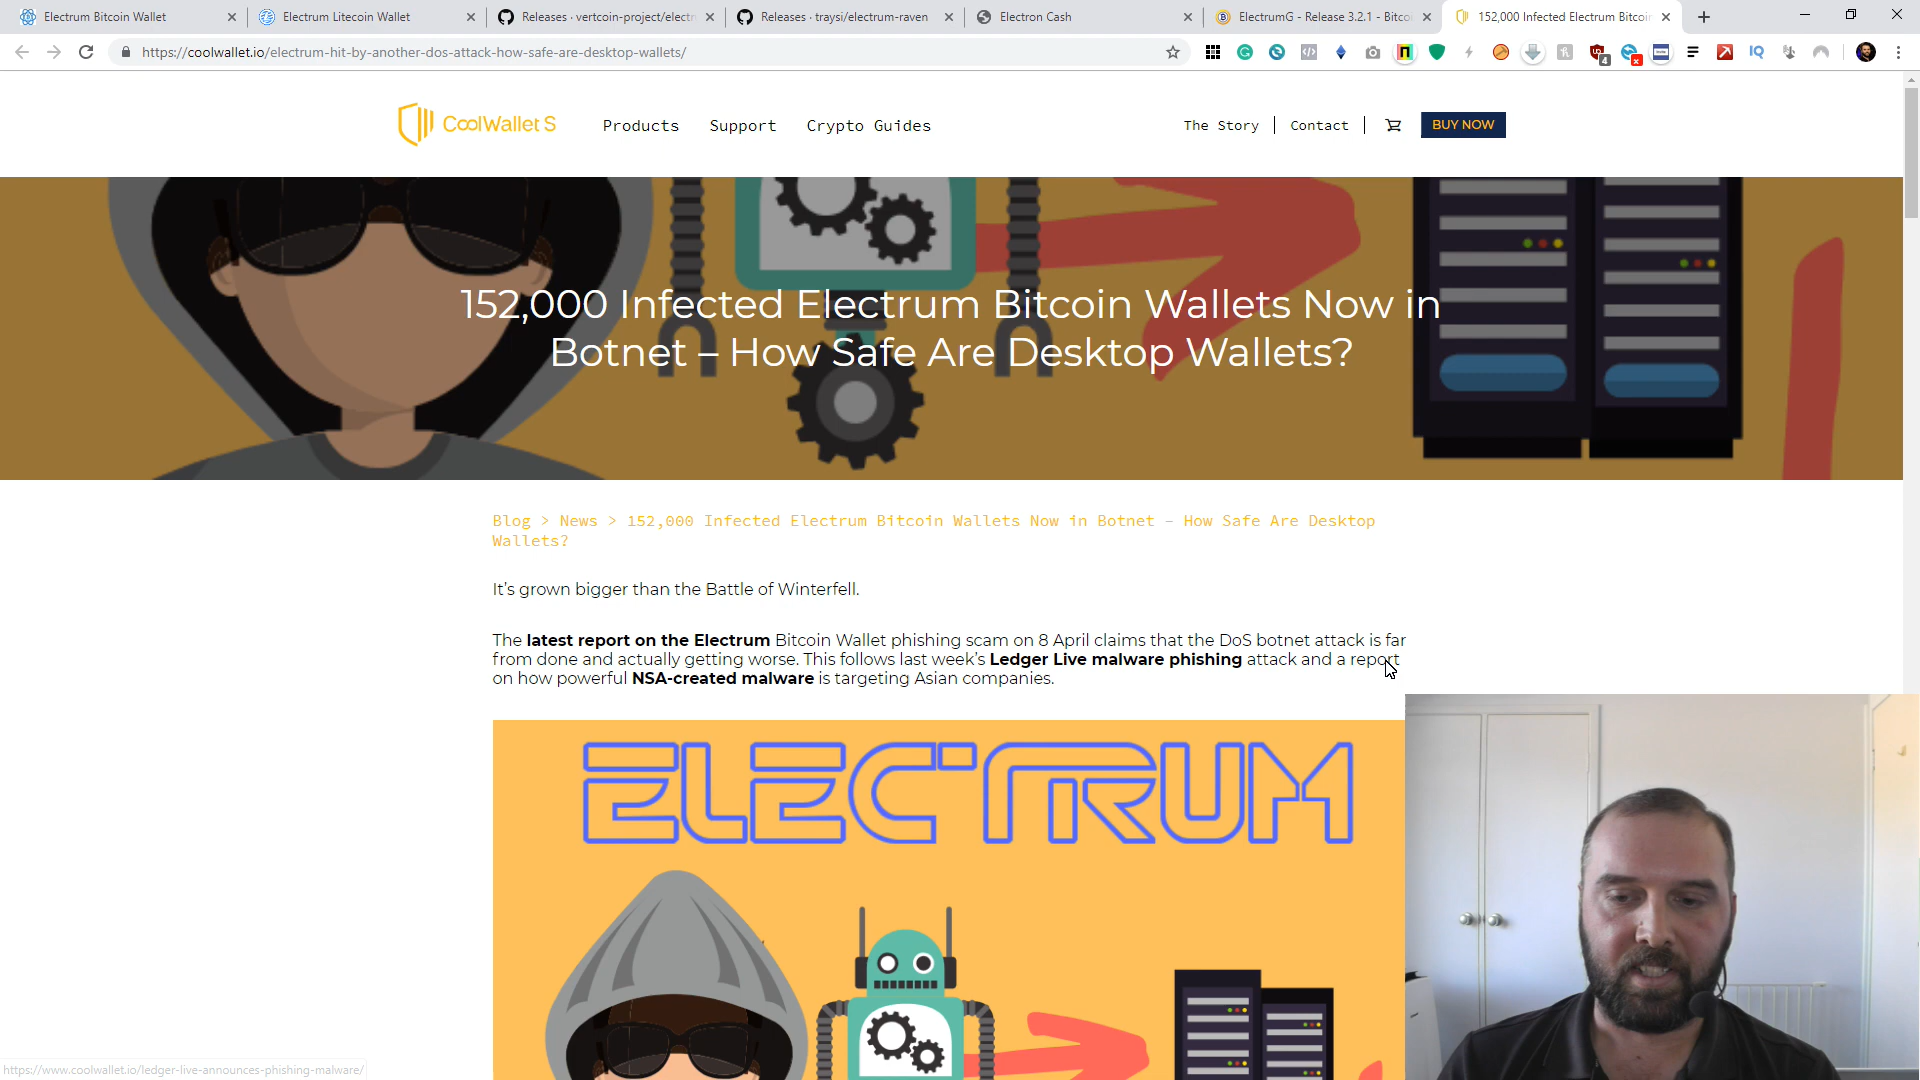 Electrum Bitcoin Wallet
Electrum Litecoin Wallet
Releases · vertcoin-project/electr
Releases · traysi/electrum-raven
Electron Cash
ElectrumG - Release 3.2.1 - Bitco
152,000 Infected Electrum Bitcoin
https://coolwallet.io/electrum-hit-by-another-dos-attack-how-safe-are-desktop-wallets/
4
IQ
CoolWallet S
Products
Support
Crypto Guides
The Story
Contact
BUY NOW
152,000 Infected Electrum Bitcoin Wallets Now in
Botnet – How Safe Are Desktop Wallets?
Blog > News > 152,000 Infected Electrum Bitcoin Wallets Now in Botnet – How Safe Are Desktop
Wallets?
It's grown bigger than the Battle of Winterfell.
The latest report on the Electrum Bitcoin Wallet phishing scam on 8 April claims that the DoS botnet attack is far
from done and actually getting worse. This follows last week's Ledger Live malware phishing attack and a report
on how powerful NSA-created malware is targeting Asian companies.
ELECTRUM
https://www.coolwallet.io/ledger-live-announces-phishing-malware/